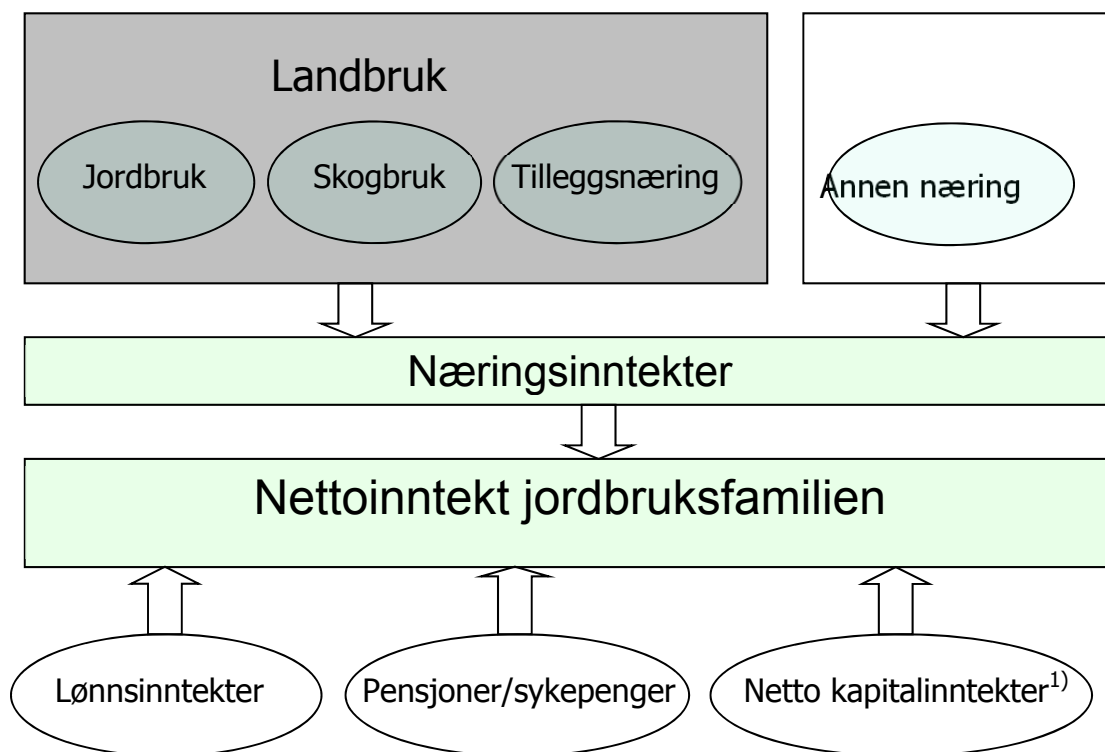 Landbruk
Jordbruk
Skogbruk
Tilleggsnæring
Annen næring
Næringsinntekter
Nettoinntekt jordbruksfamilien
Lønnsinntekter
Pensjoner/sykepenger
Netto kapitalinntekter¹⁾